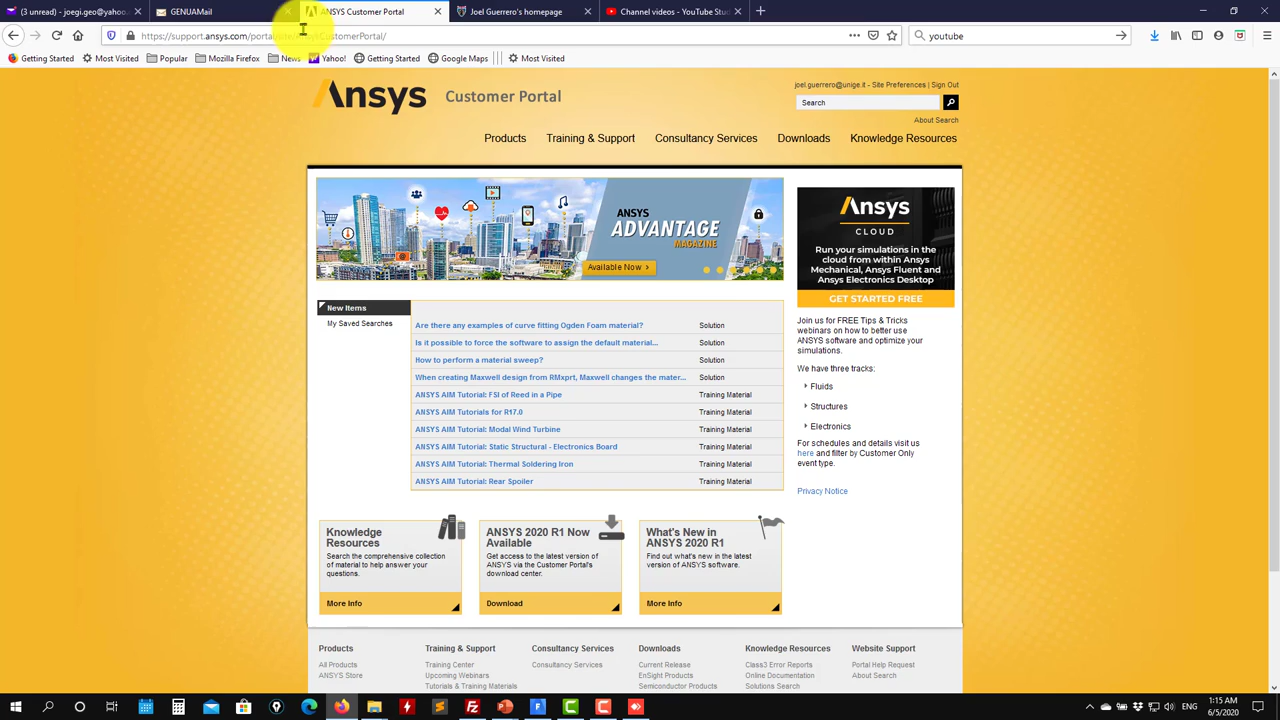 (3 unread) - joegi.geo@yahoo.
GENUAMail
ANSYS Customer Portal
Joel Guerrero's homepage
Channel videos - YouTube Stu
youtube
Getting Started
Most Visited
Popular
Mozilla Firefox
News
Yahoo!
Getting Started
Google Maps
Most Visited
Ansys
Customer Portal
joel.guerrero@unige.it - Site Preferences | Sign Out
Search
About Search
Products
Training & Support
Consultancy Services
Downloads
Knowledge Resources
ANSYS
ADVANTAGE
MAGAZINE
Available Now >
Ansys
CLOUD
Run your simulations in the
cloud from within Ansys
Mechanical, Ansys Fluent and
Ansys Electronics Desktop
GET STARTED FREE
New Items
My Saved Searches
Are there any examples of curve fitting Ogden Foam material? Solution
Is it possible to force the software to assign the default material... Solution
How to perform a material sweep? Solution
When creating Maxwell design from RMxprt, Maxwell changes the mater... Solution
ANSYS AIM Tutorial: FSI of Reed in a Pipe Training Material
ANSYS AIM Tutorials for R17.0 Training Material
ANSYS AIM Tutorial: Modal Wind Turbine Training Material
ANSYS AIM Tutorial: Static Structural - Electronics Board Training Material
ANSYS AIM Tutorial: Thermal Soldering Iron Training Material
ANSYS AIM Tutorial: Rear Spoiler Training Material
Join us for FREE Tips & Tricks
webinars on how to better use
ANSYS software and optimize your
simulations.
We have three tracks:
Fluids
Structures
Electronics
For schedules and details visit us
here and filter by Customer Only
event type.
Privacy Notice
Knowledge
Resources
Search the comprehensive collection
of material to help answer your
questions.
More Info
ANSYS 2020 R1 Now
Available
Get access to the latest version of
ANSYS via the Customer Portal's
download center.
Download
What's New in
ANSYS 2020 R1
Find out what's new in the latest
version of ANSYS software.
More Info
Products
All Products
ANSYS Store
Training & Support
Training Center
Upcoming Webinars
Tutorials & Training Materials
Consultancy Services
Consultancy Services
Downloads
Current Release
EnSight Products
Semiconductor Products
Knowledge Resources
Class3 Error Reports
Online Documentation
Solutions Search
Website Support
Portal Help Request
About Search
1:15 AM
6/5/2020